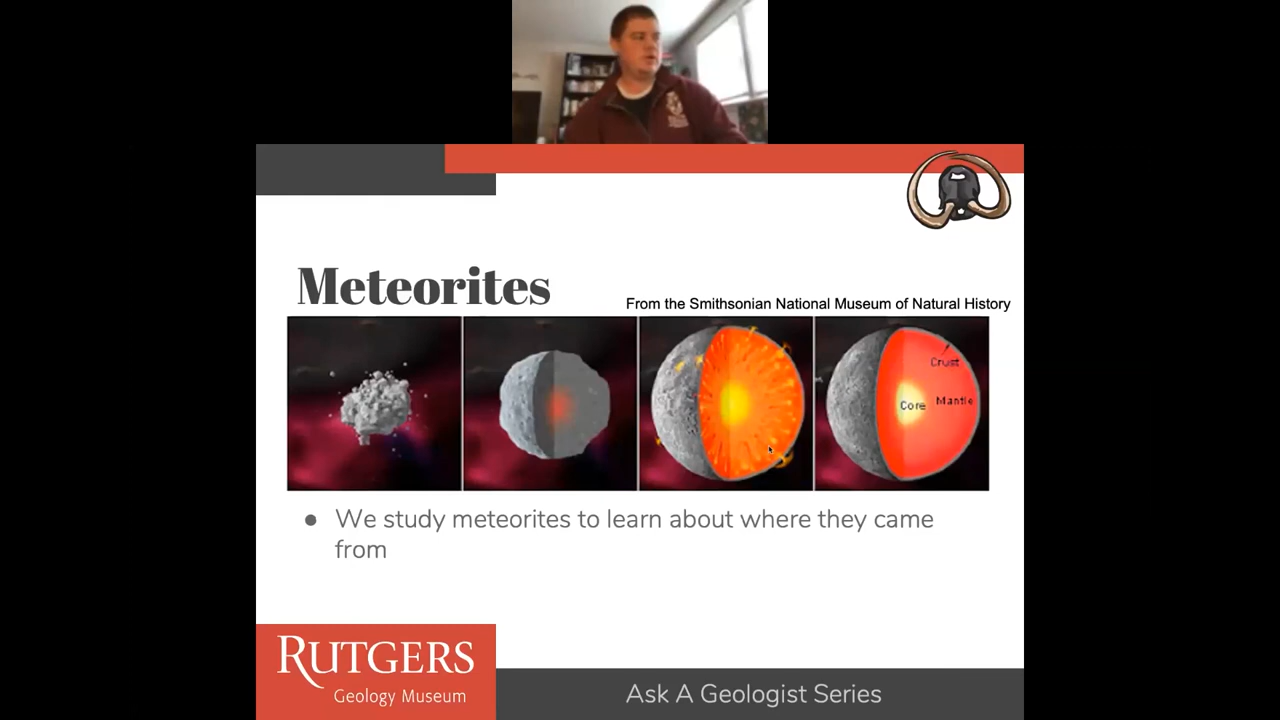 Meteorites
From the Smithsonian National Museum of Natural History
Crust
Core
Mantle
● We study meteorites to learn about where they came
from
RUTGERS
Geology Museum
Ask A Geologist Series